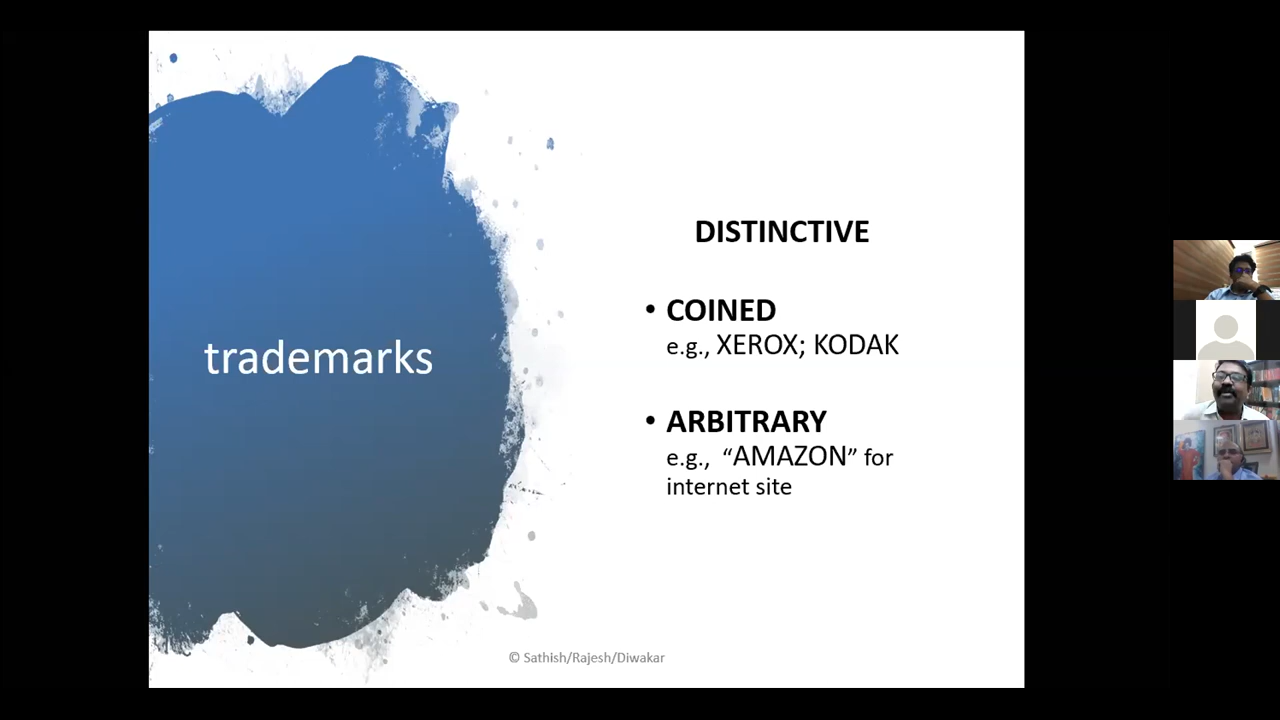 trademarks
DISTINCTIVE
• COINED
e.g., XEROX; KODAK
• ARBITRARY
e.g., “AMAZON” for
internet site
© Sathish/Rajesh/Diwakar